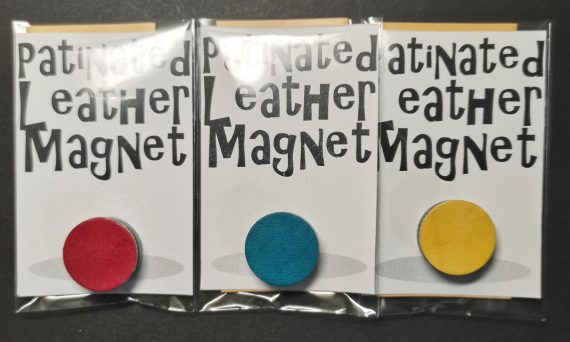 Patinated
Leather
Magnet
Patinated
Leather
Magnet
atinated
eather
Magnet